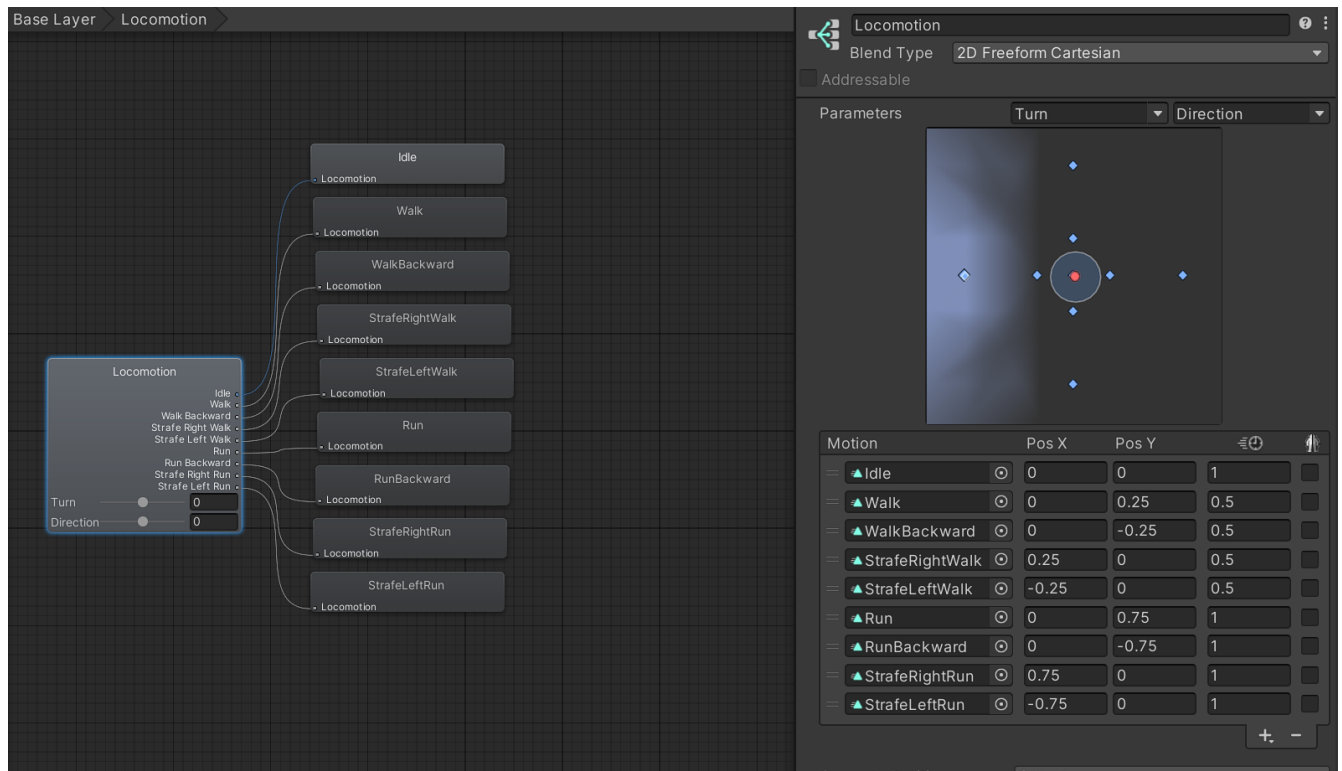 Base Layer Locomotion
Idle
Locomotion
Walk
Locomotion
WalkBackward
Locomotion
StrafeRightWalk
Locomotion
StrafeLeftWalk
Locomotion
Run
Locomotion
RunBackward
Locomotion
StrafeRightRun
Locomotion
StrafeLeftRun
Locomotion
Locomotion
Idle
Walk
Walk Backward
Strafe Right Walk
Strafe Left Walk
Run
Run Backward
Strafe Right Run
Strafe Left Run
Turn 0
Direction 0
Locomotion
Blend Type 2D Freeform Cartesian
Addressable
Parameters Turn Direction
Motion Pos X Pos Y
Idle 0 0 1
Walk 0 0.25 0.5
WalkBackward 0 -0.25 0.5
StrafeRightWalk 0.25 0 0.5
StrafeLeftWalk -0.25 0 0.5
Run 0 0.75 1
RunBackward 0 -0.75 1
StrafeRightRun 0.75 0 1
StrafeLeftRun -0.75 0 1